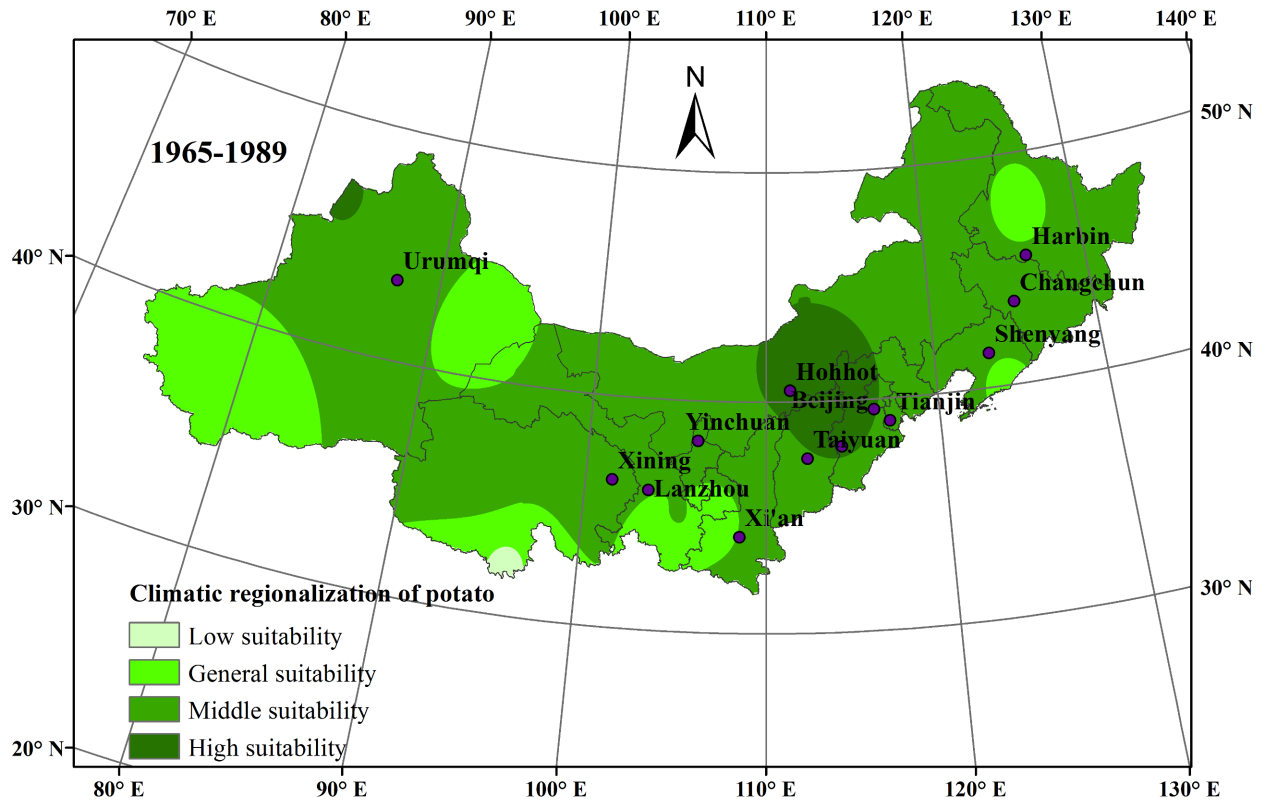 70° E 80° E 90° E 100° E 110° E 120° E 130° E 140° E
N
50° N
1965-1989
Harbin
40° N
Urumqi
Changchun
Shenyang
40° N
Hohhot
Beijing
Tianjin
Yinchuan
Taiyuan
Xining
Lanzhou
30° N
Xi'an
30° N
Climatic regionalization of potato
Low suitability
General suitability
Middle suitability
High suitability
20° N
80° E 90° E 100° E 110° E 120° E 130° E